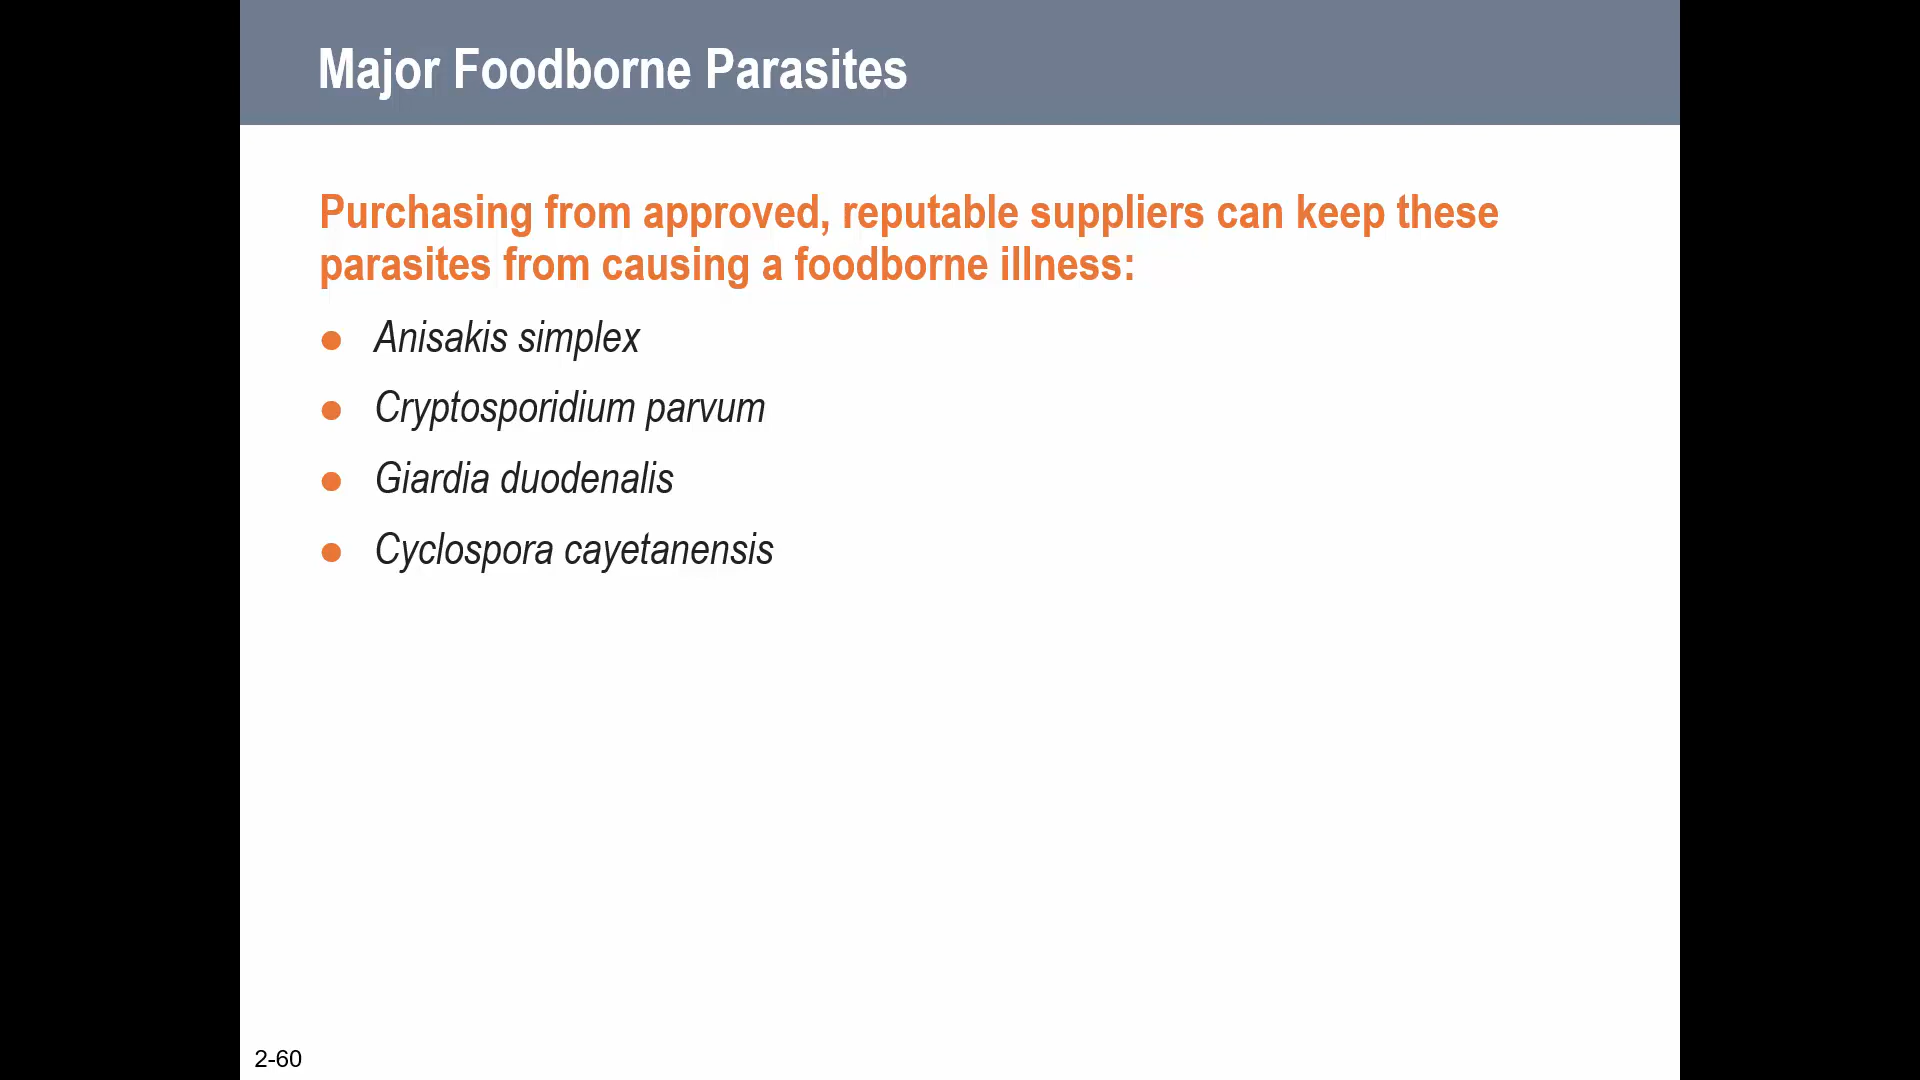 Major Foodborne Parasites
Purchasing from approved, reputable suppliers can keep these
parasites from causing a foodborne illness:
● Anisakis simplex
● Cryptosporidium parvum
● Giardia duodenalis
● Cyclospora cayetanensis
2-60